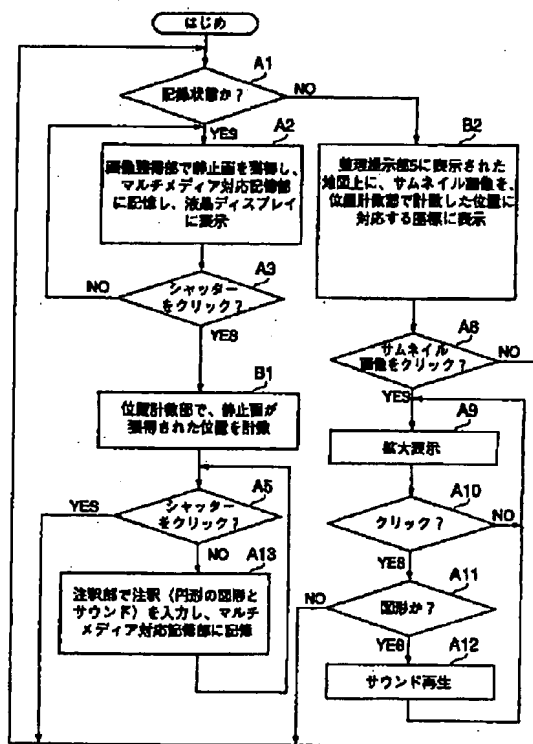 はじめ
A1
記録状態か？
NO
YES
A2
画像獲得部で静止画を獲得し、
マルチメディア対応記憶部
に記憶し、液晶ディスプレイ
に表示
A3
シャッター
をクリック？
NO
YES
B1
位置計数部で、静止画が
獲得された位置を計数
A5
シャッター
をクリック？
YES
NO
A13
注釈部で注釈（円形の図形と
サウンド）を入力し、マルチ
メディア対応記憶部に記憶
B2
整理提示部5に表示された
地図上に、サムネイル画像を、
位置計数部で計数した位置に
対応する座標に表示
A8
サムネイル
画像をクリック？
NO
YES
A9
拡大表示
A10
クリック？
NO
YES
A11
図形か？
NO
YES
A12
サウンド再生